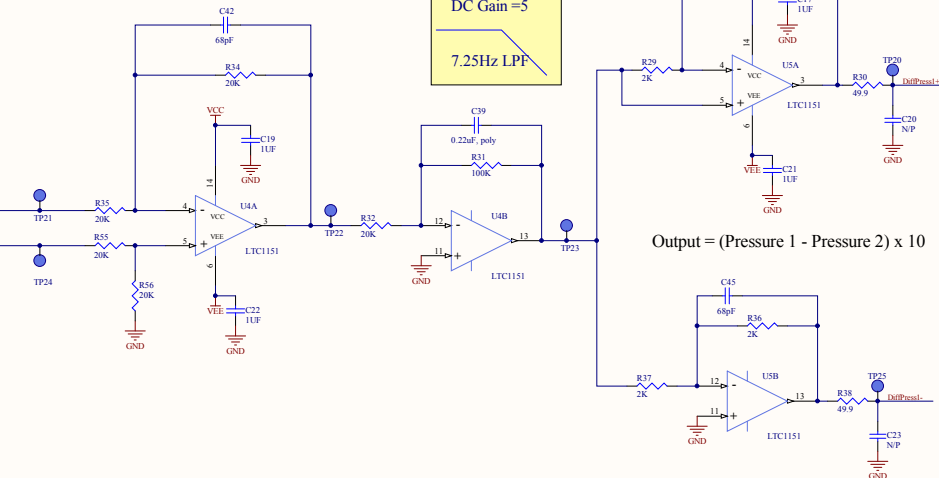 DC Gain =5
7.25Hz LPF
C42
68pF
R34
20K
VCC
C19
1UF
GND
14
TP21
R35
20K
4
-
VCC
U4A
3
5
+
VEE
LTC1151
6
R55
20K
TP24
R56
20K
GND
VEE
C22
1UF
GND
TP22
R32
20K
C39
0.22uF, poly
R31
100K
12
-
U4B
13
11
+
LTC1151
GND
TP23
R29
2K
1UF
GND
14
4
-
VCC
U5A
3
5
+
VEE
LTC1151
6
VEE
C21
1UF
GND
R30
49.9
TP20
DiffPress1+
C20
N/P
GND
Output = (Pressure 1 - Pressure 2) x 10
C45
68pF
R36
2K
R37
2K
12
-
U5B
13
11
+
LTC1151
GND
R38
49.9
TP25
DiffPress1-
C23
N/P
GND